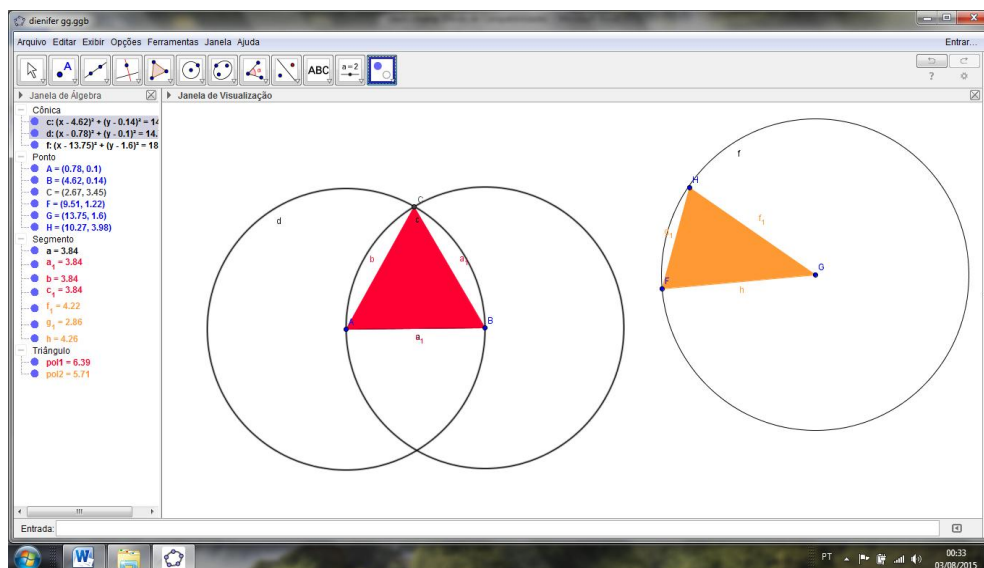 dienifer gg.ggb
Arquivo Editar Exibir Opções Ferramentas Janela Ajuda
Entrar...
A
ABC
a=2
?
Janela de Álgebra
Janela de Visualização
Cônica
c: (x - 4.62)² + (y - 0.14)² = 14
d: (x - 0.78)² + (y - 0.1)² = 14.
f: (x - 13.75)² + (y - 1.6)² = 18
Ponto
A = (0.78, 0.1)
B = (4.62, 0.14)
C = (2.67, 3.45)
F = (9.51, 1.22)
G = (13.75, 1.6)
H = (10.27, 3.98)
Segmento
a = 3.84
a₁ = 3.84
b = 3.84
c₁ = 3.84
f₁ = 4.22
g₁ = 2.86
h = 4.26
Triângulo
pol1 = 6.39
pol2 = 5.71
f
H
f₁
G
F
h
C
d
b
a₁
A
B
Entrada:
PT
00:33
03/08/2015